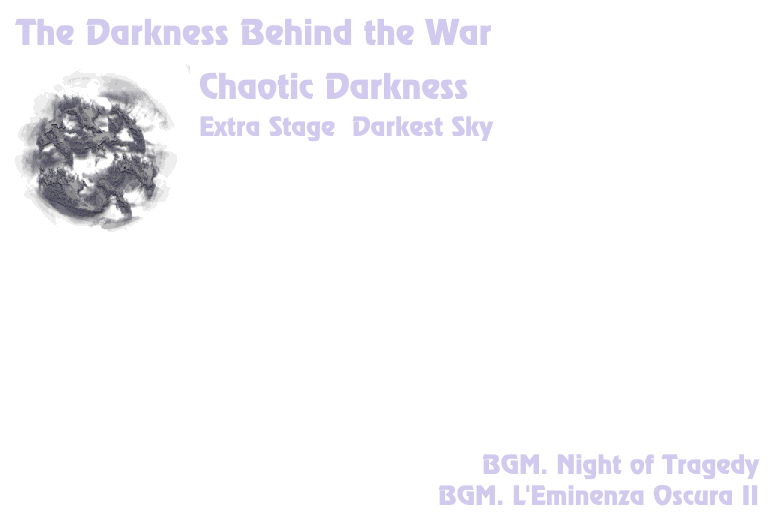 The Darkness Behind the War
Chaotic Darkness
Extra Stage Darkest Sky
BGM. Night of Tragedy
BGM. L'Eminenza Oscura II